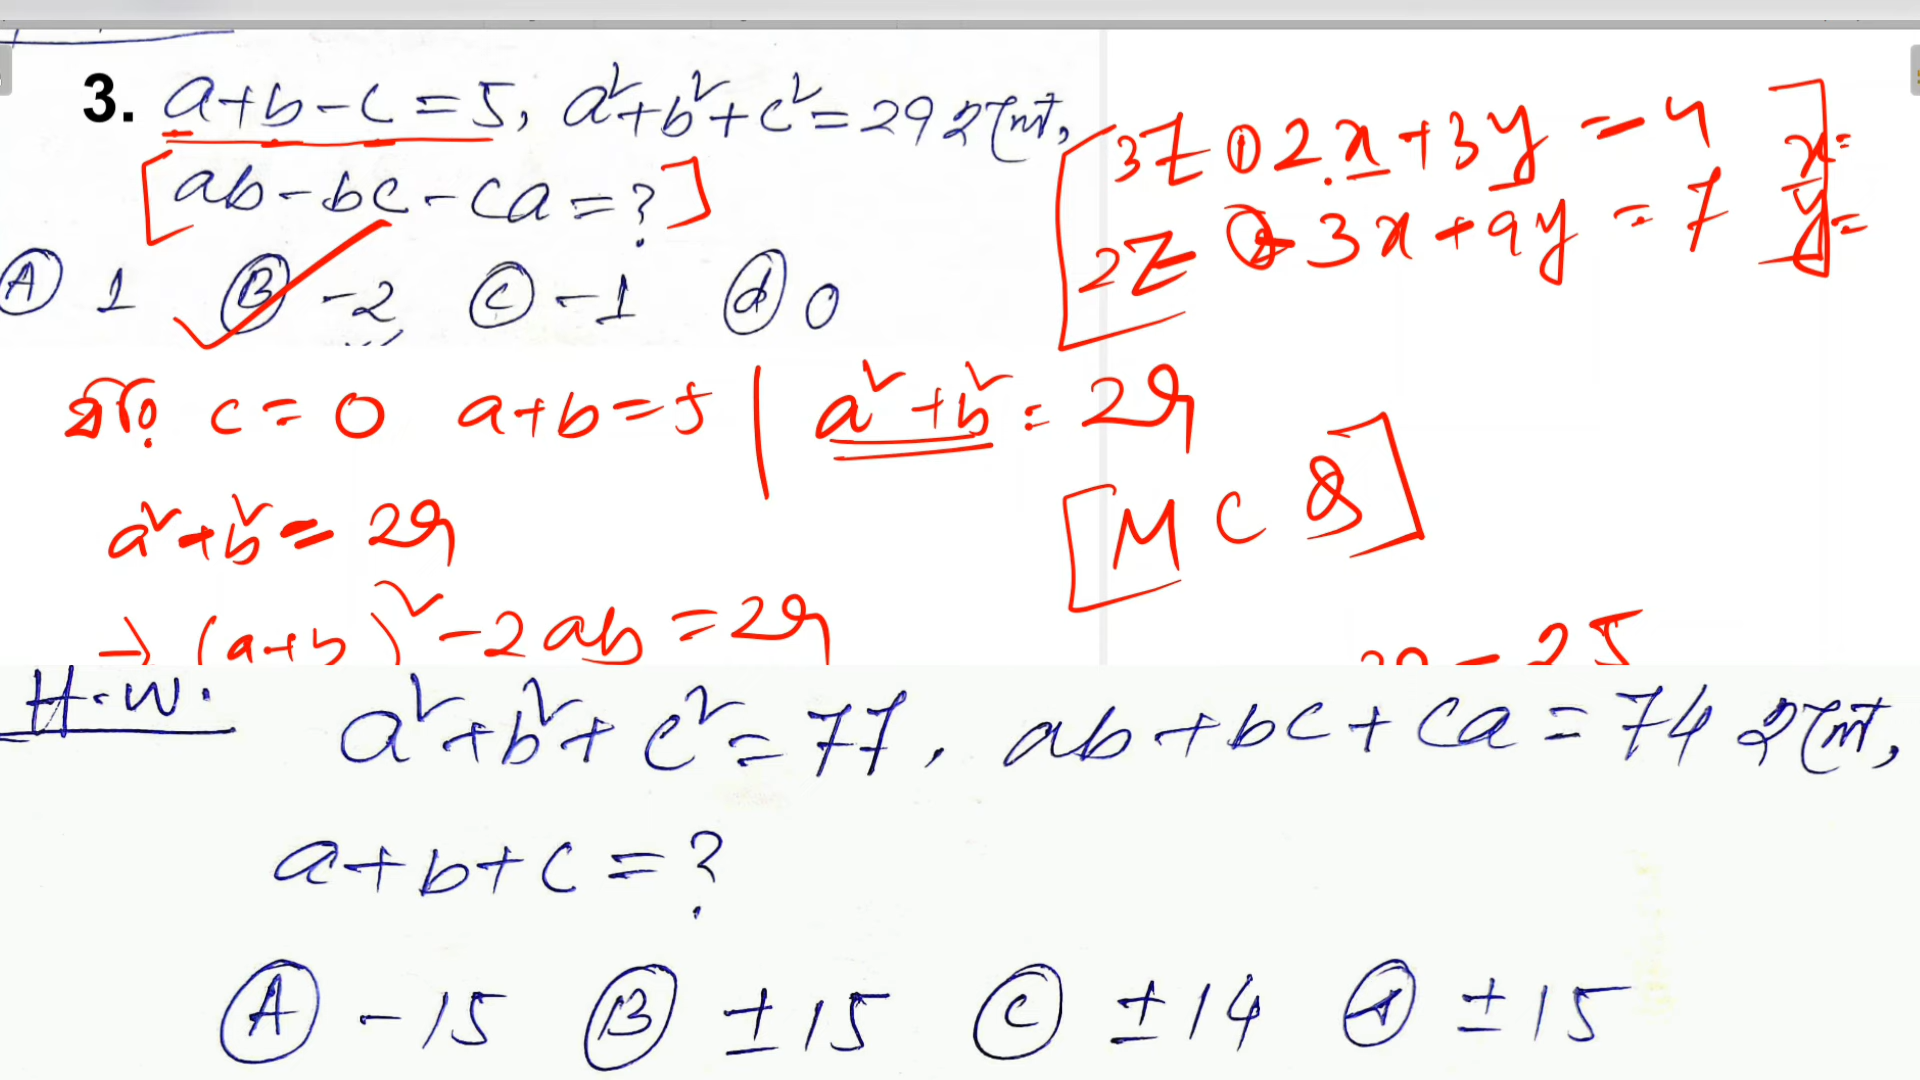 3. a+b-c=5, a²+b²+c²=29 হলে,
[ab-bc-ca=?]
Ⓐ 1 Ⓑ -2 Ⓒ -1 ⓓ 0
3Z ① 2x+3y=4 x=
2Z ② 3x+9y=7 y=
ধরি c=0 a+b=5 | a²+b²=29
[MCQ]
a²+b²=29
→ (a+b)²-2ab=29
- 25
H.W. a²+b²+c²=77, ab+bc+ca=74 হলে,
a+b+c=?
Ⓐ -15 Ⓑ ±15 Ⓒ ±14 ⓓ ±15